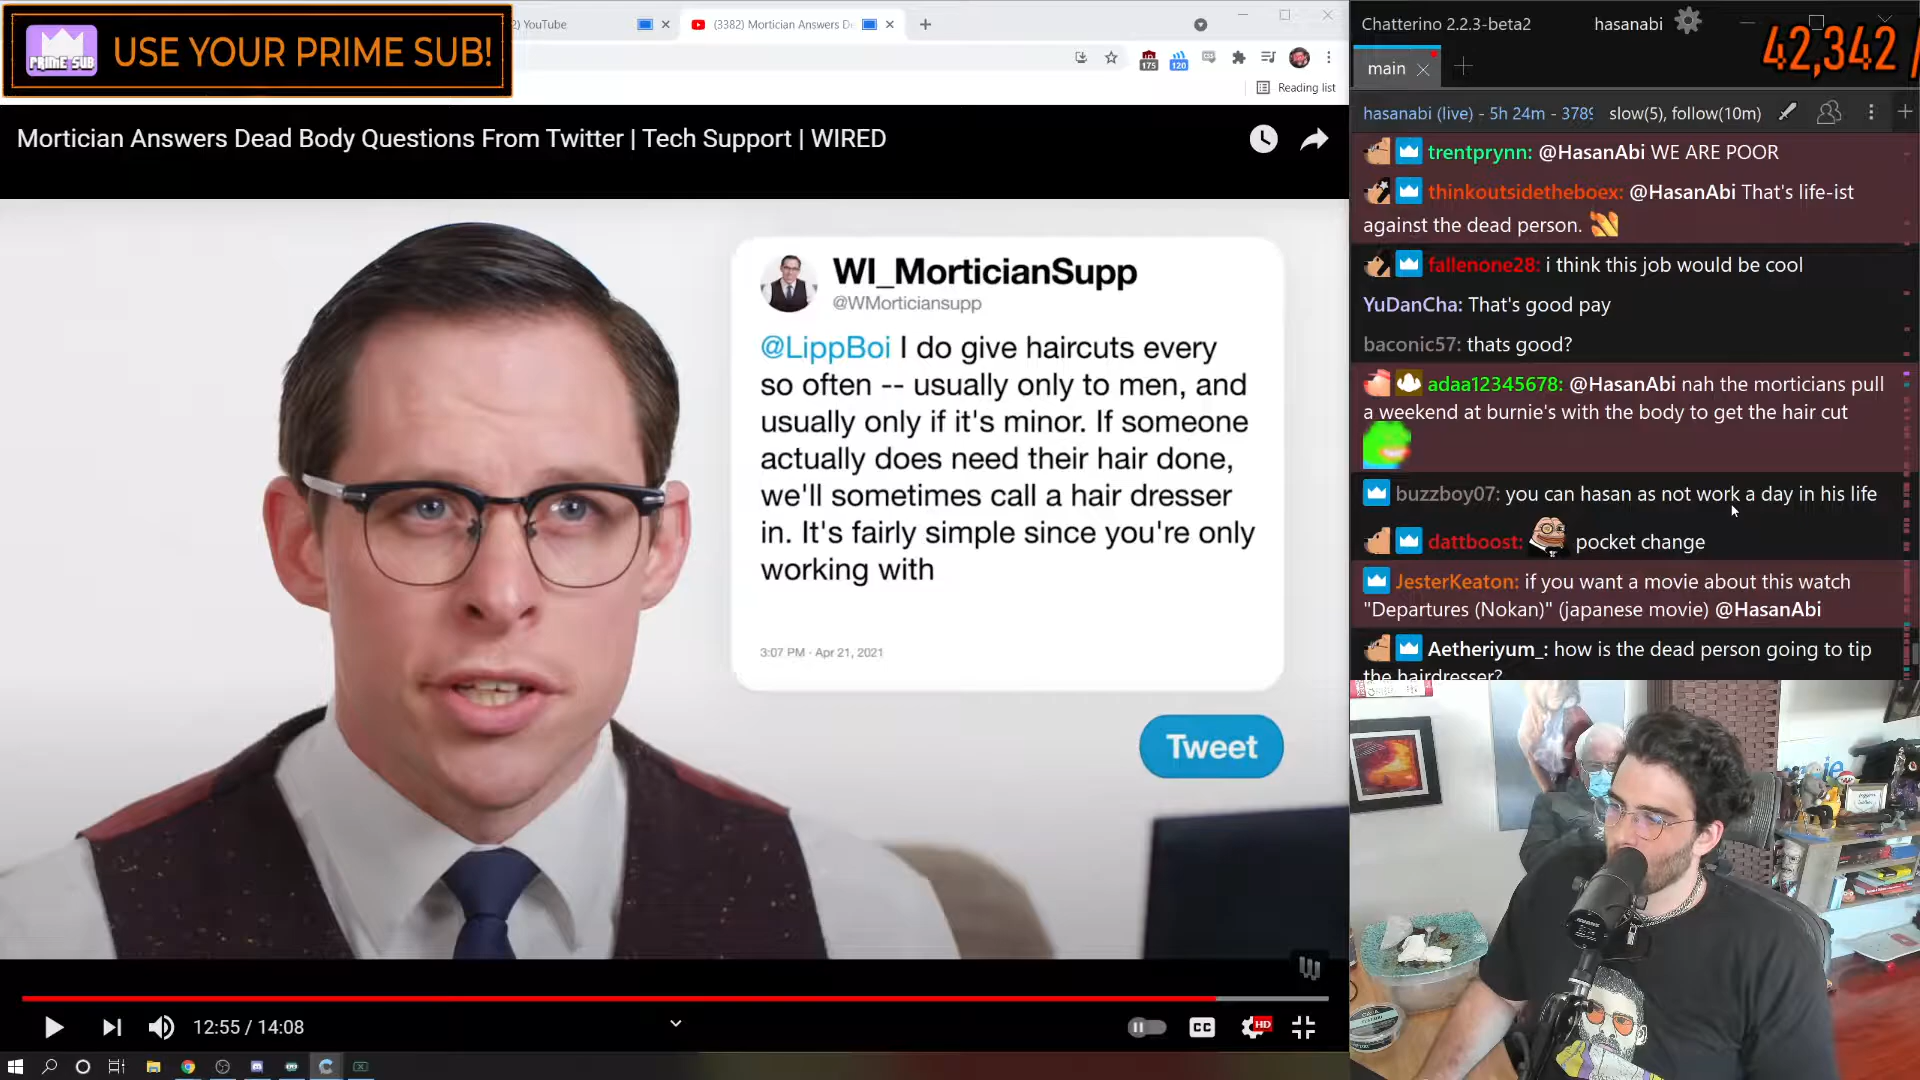 PRIME SUB
USE YOUR PRIME SUB!
YouTube
(3382) Mortician Answers D
175
120
Reading list
Mortician Answers Dead Body Questions From Twitter | Tech Support | WIRED
WI_MorticianSupp
@WMorticiansupp
@LippBoi I do give haircuts every
so often -- usually only to men, and
usually only if it's minor. If someone
actually does need their hair done,
we'll sometimes call a hair dresser
in. It's fairly simple since you're only
working with
3:07 PM · Apr 21, 2021
Tweet
12:55 / 14:08
CC
HD
Chatterino 2.2.3-beta2
hasanabi
42,342 /
main
hasanabi (live) - 5h 24m - 3789
slow(5), follow(10m)
trentprynn: @HasanAbi WE ARE POOR
thinkoutsidetheboex: @HasanAbi That's life-ist
against the dead person.
fallenone28: i think this job would be cool
YuDanCha: That's good pay
baconic57: thats good?
adaa12345678: @HasanAbi nah the morticians pull
a weekend at burnie's with the body to get the hair cut
buzzboy07: you can hasan as not work a day in his life
dattboost: pocket change
JesterKeaton: if you want a movie about this watch
"Departures (Nokan)" (japanese movie) @HasanAbi
Aetheriyum_: how is the dead person going to tip
the hairdresser?